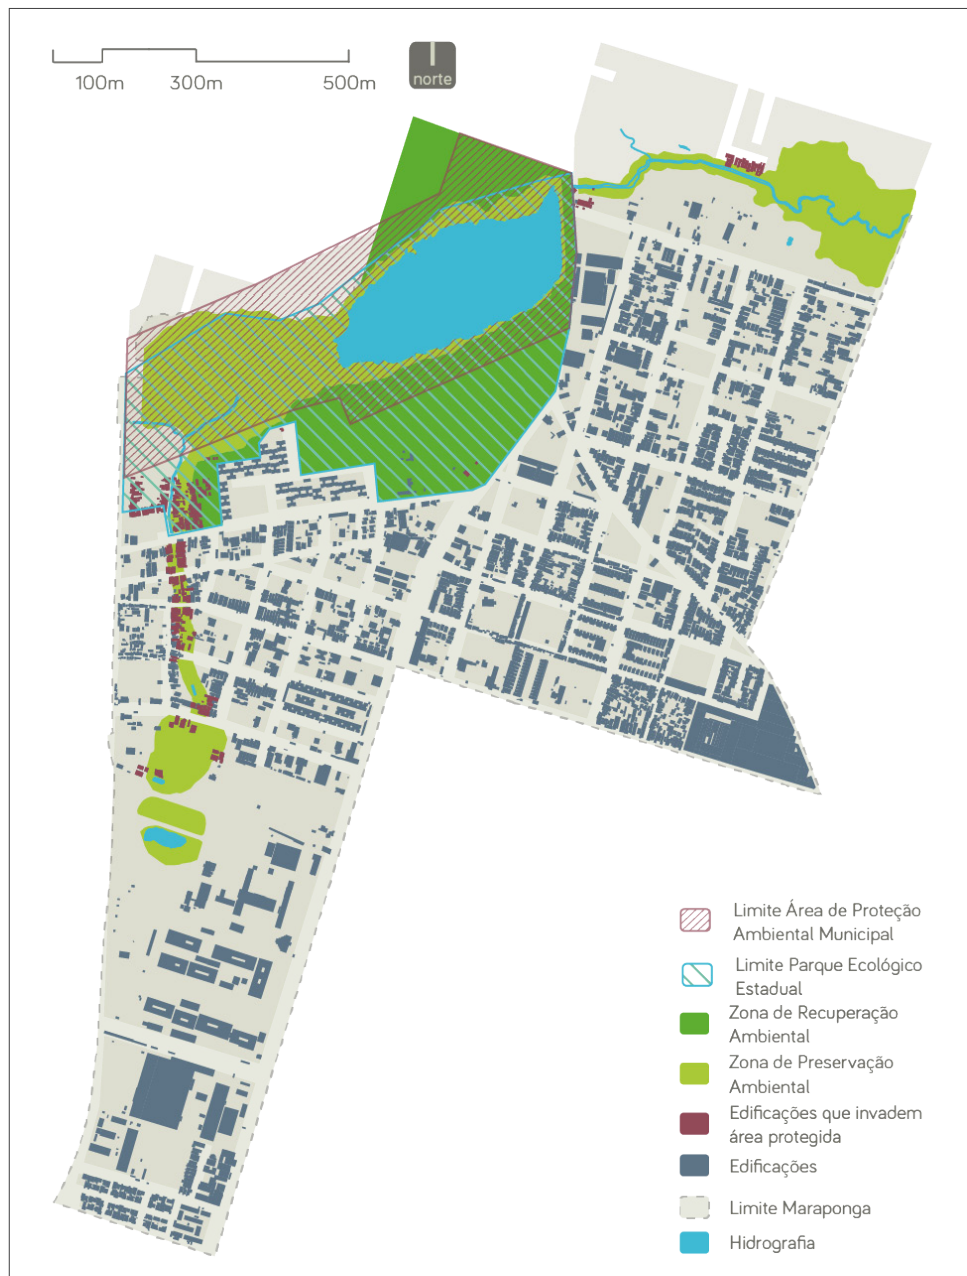 100m 300m 500m
norte
Limite Área de Proteção
Ambiental Municipal
Limite Parque Ecológico
Estadual
Zona de Recuperação
Ambiental
Zona de Preservação
Ambiental
Edificações que invadem
área protegida
Edificações
Limite Maraponga
Hidrografia